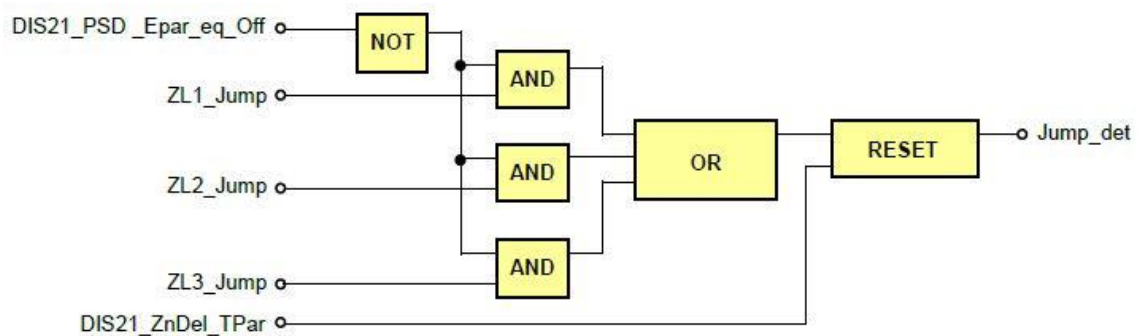 DIS21_PSD _Epar_eq_Off
NOT
AND
ZL1_Jump
Jump_det
RESET
OR
AND
ZL2_Jump
AND
ZL3_Jump
DIS21_ZnDel_TPar